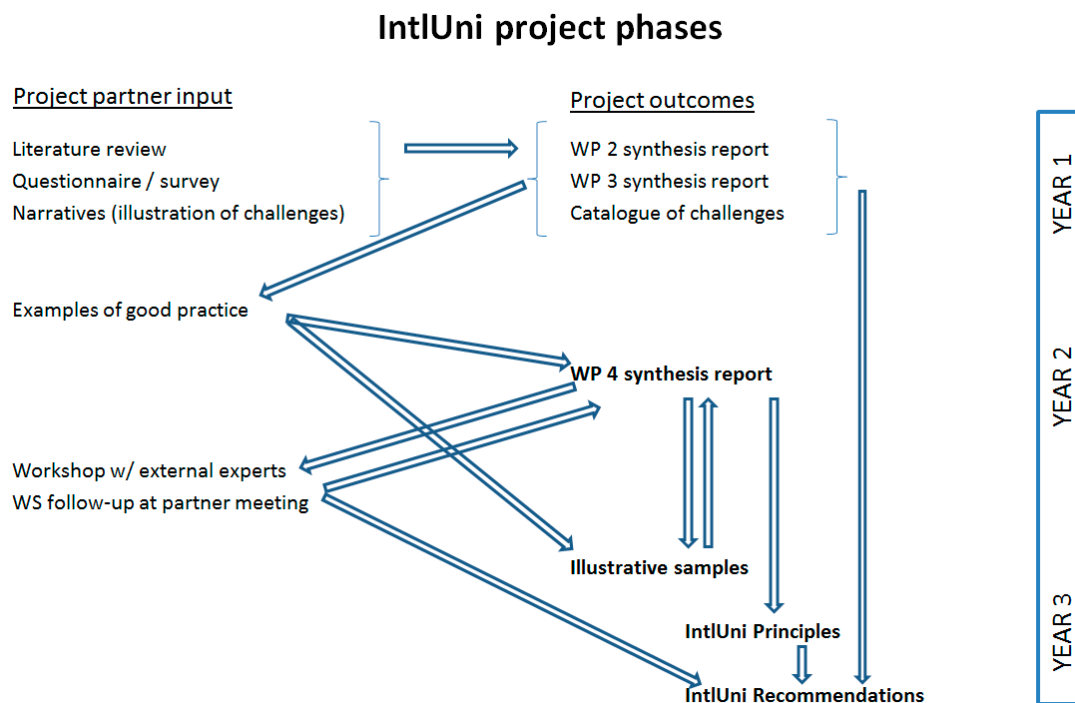 IntlUni project phases
Project partner input
Project outcomes
Literature review
Questionnaire / survey
Narratives (illustration of challenges)
WP 2 synthesis report
WP 3 synthesis report
Catalogue of challenges
YEAR 1
Examples of good practice
WP 4 synthesis report
YEAR 2
Workshop w/ external experts
WS follow-up at partner meeting
Illustrative samples
IntlUni Principles
IntlUni Recommendations
YEAR 3